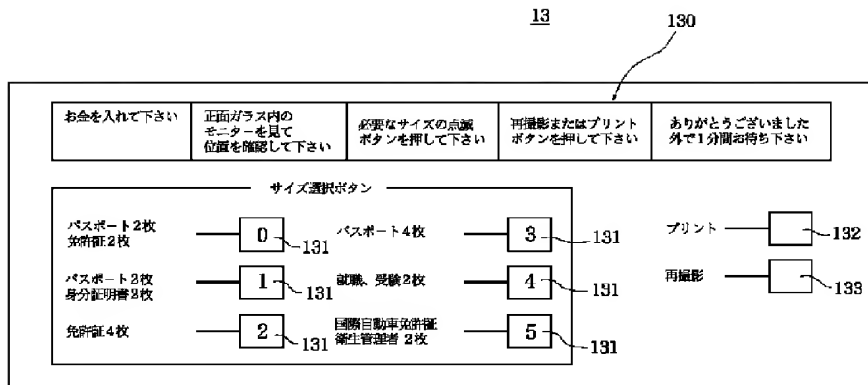 13
130
お金を入れて下さい
正面ガラス内の
モニターを見て
位置を確認して下さい
必要なサイズの点滅
ボタンを押して下さい
再撮影またはプリント
ボタンを押して下さい
ありがとうございました
外で1分間お待ち下さい
サイズ選択ボタン
パスポート2枚
免許証2枚
0
131
パスポート4枚
3
131
プリント
132
パスポート2枚
身分証明書2枚
1
131
就職、受験2枚
4
131
再撮影
133
免許証4枚
2
131
国際自動車免許証
衛生管理者 2枚
5
131